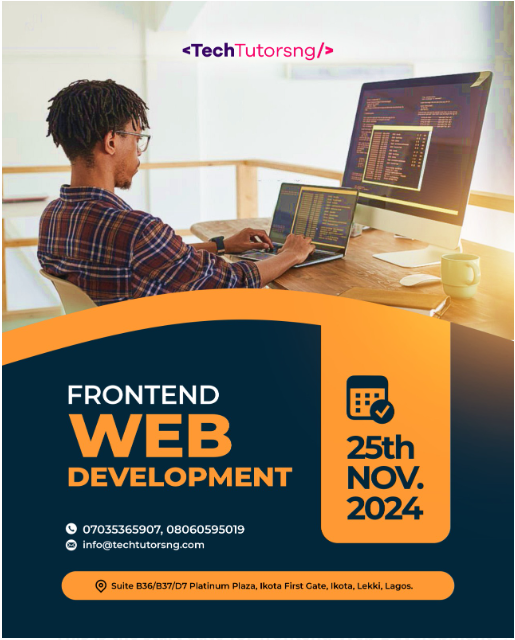 <TechTutorsng/>
FRONTEND
WEB
DEVELOPMENT
25th
NOV.
2024
07035365907, 08060595019
info@techtutorsng.com
Suite B36/B37/D7 Platinum Plaza, Ikota First Gate, Ikota, Lekki, Lagos.